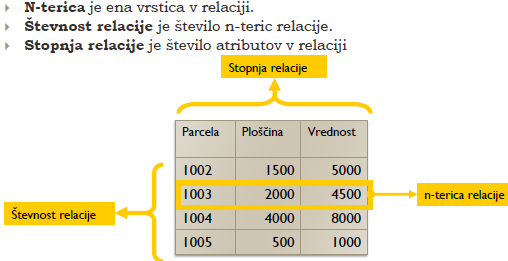 N-terica je ena vrstica v relaciji.
Števnost relacije je število n-teric relacije.
Stopnja relacije je število atributov v relaciji
Stopnja relacije
Parcela Ploščina Vrednost
1002 1500 5000
1003 2000 4500
n-terica relacije
Števnost relacije
1004 4000 8000
1005 500 1000